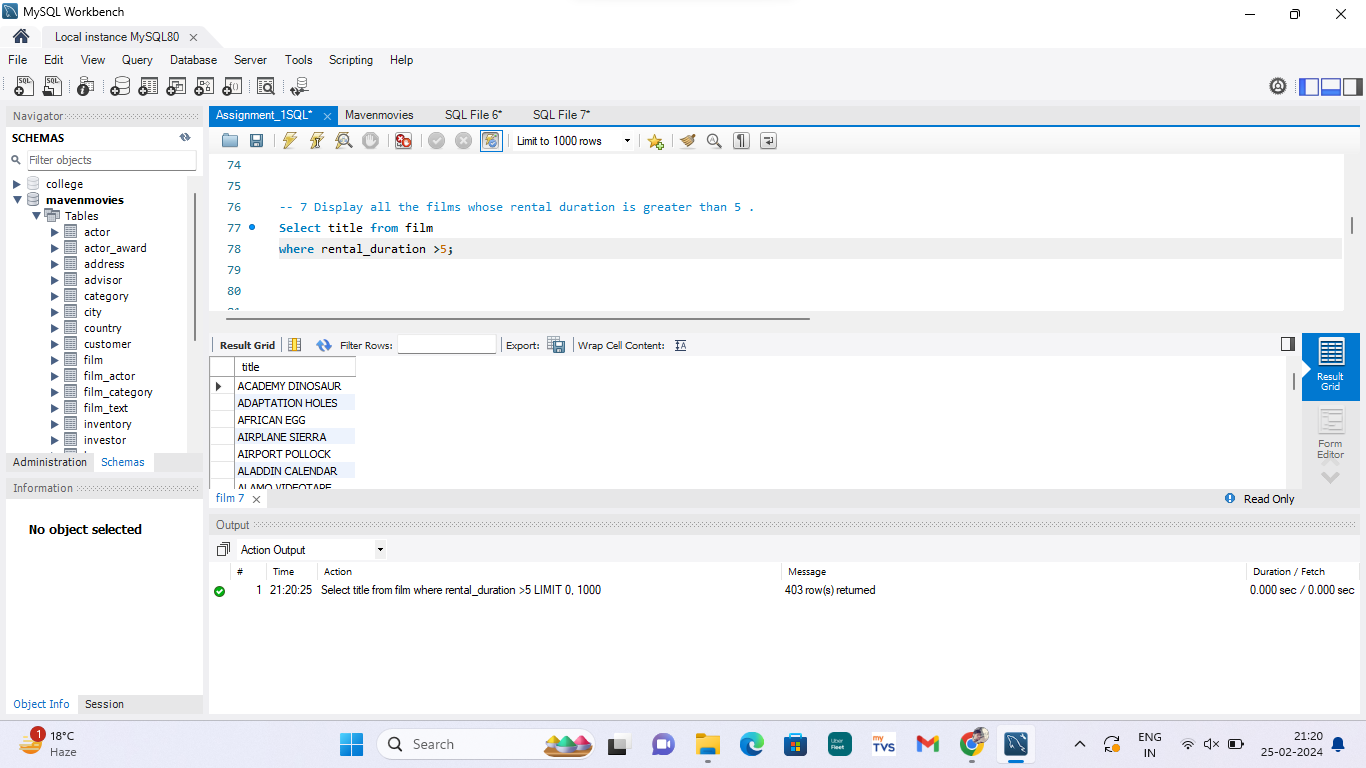 MySQL Workbench
Local instance MySQL80
File Edit View Query Database Server Tools Scripting Help
Navigator
SCHEMAS
Filter objects
college
mavenmovies
Tables
actor
actor_award
address
advisor
category
city
country
customer
film
film_actor
film_category
film_text
inventory
investor
Administration Schemas
Information
No object selected
Object Info Session
Assignment_1SQL* Mavenmovies SQL File 6* SQL File 7*
Limit to 1000 rows
74
75
76 -- 7 Display all the films whose rental duration is greater than 5 .
77 Select title from film
78 where rental_duration >5;
79
80
Result Grid Filter Rows: Export: Wrap Cell Content:
title
ACADEMY DINOSAUR
ADAPTATION HOLES
AFRICAN EGG
AIRPLANE SIERRA
AIRPORT POLLOCK
ALADDIN CALENDAR
ALAMO VIDEOTAPE
Result
Grid
Form
Editor
film 7 Read Only
Output
Action Output
# Time Action Message Duration / Fetch
1 21:20:25 Select title from film where rental_duration >5 LIMIT 0, 1000 403 row(s) returned 0.000 sec / 0.000 sec
1 18°C
Haze
Search
Uber
Fleet
my
TVS
ENG
IN
21:20
25-02-2024